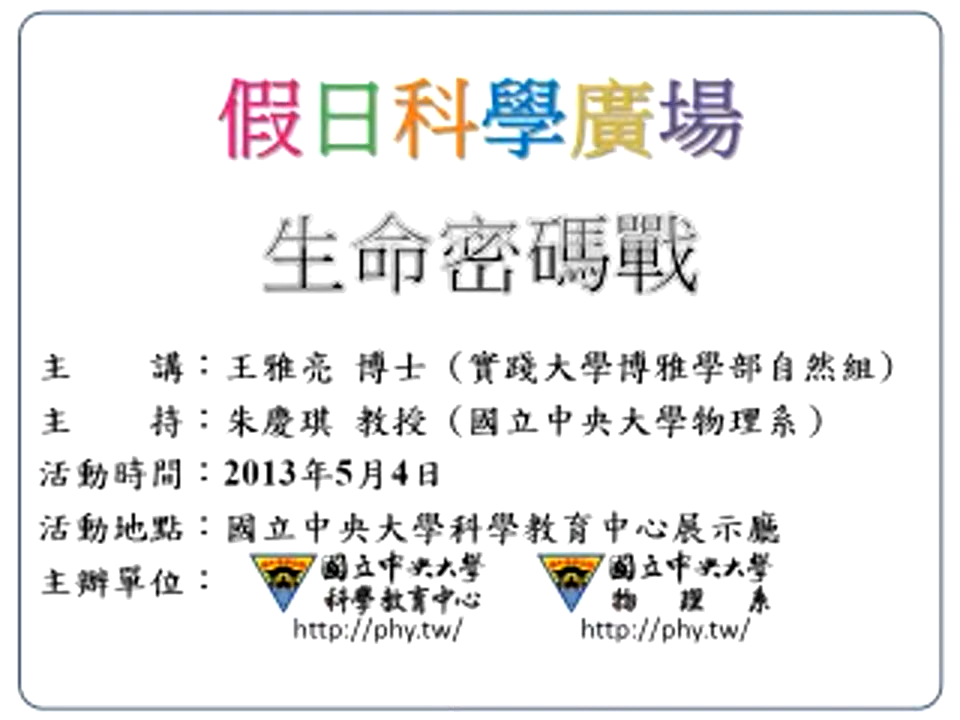 假日科學廣場
生命密碼戰
主　　講：王雅亮 博士（實踐大學博雅學部自然組）
主　　持：朱慶琪 教授（國立中央大學物理系）
活動時間：2013年5月4日
活動地點：國立中央大學科學教育中心展示廳
主辦單位：
國立中央大學 國立中央大學
科學教育中心 物理系
http://phy.tw/ http://phy.tw/